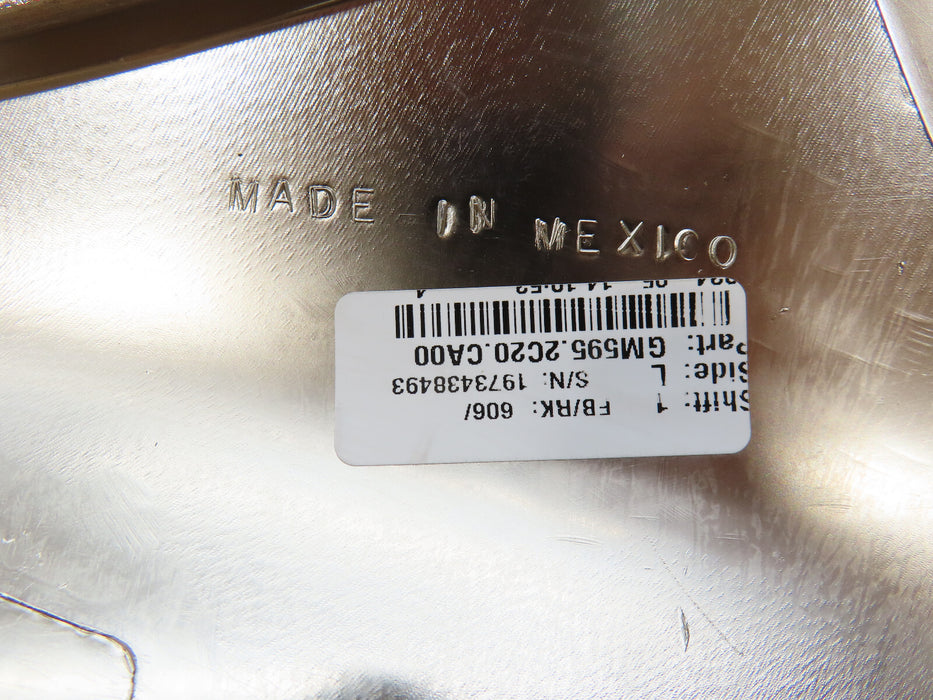 MADE IN MEXICO
Shift: 1 FB/RK: 606/
Side: L S/N: 1973438493
Part: GM595.2C20.CA00